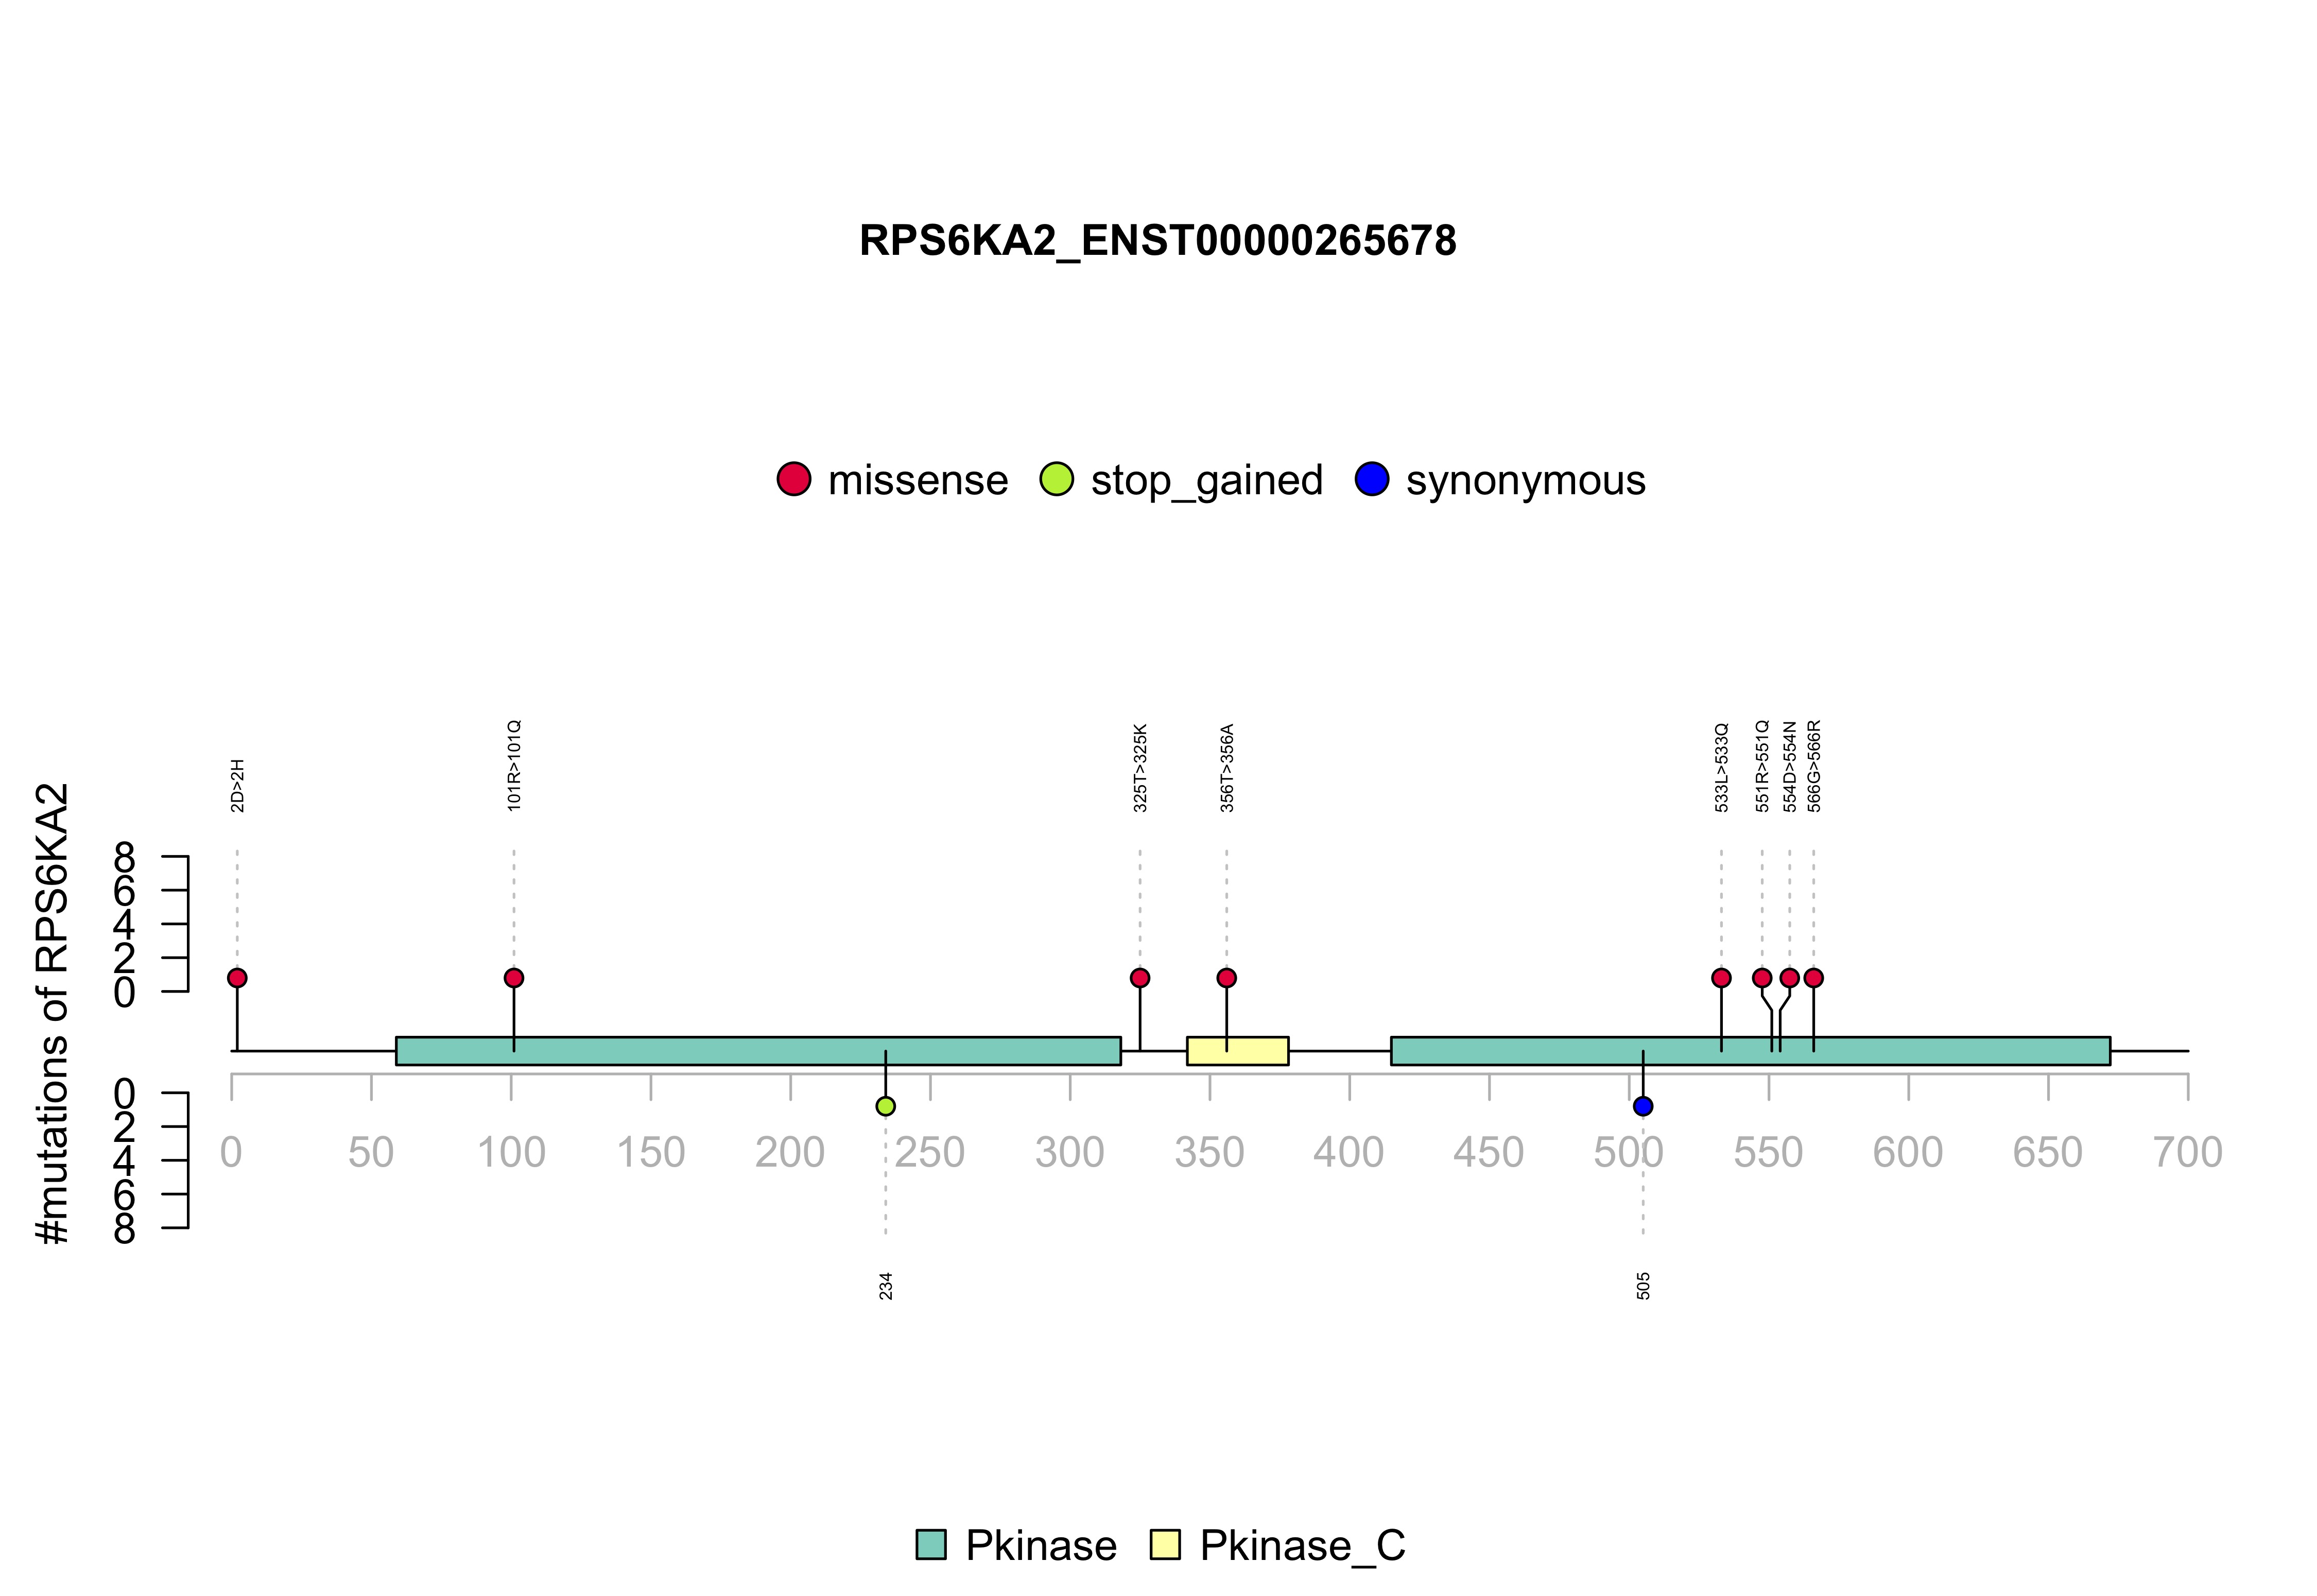 RPS6KA2_ENST00000265678
missense stop_gained synonymous
2D>2H
101R>101Q
325T>325K
356T>356A
533L>533Q
551R>551Q
554D>554N
566G>566R
#mutations of RPS6KA2
8
6
4
2
0
0
2
4
6
8
0 50 100 150 200 250 300 350 400 450 500 550 600 650 700
234
505
Pkinase Pkinase_C